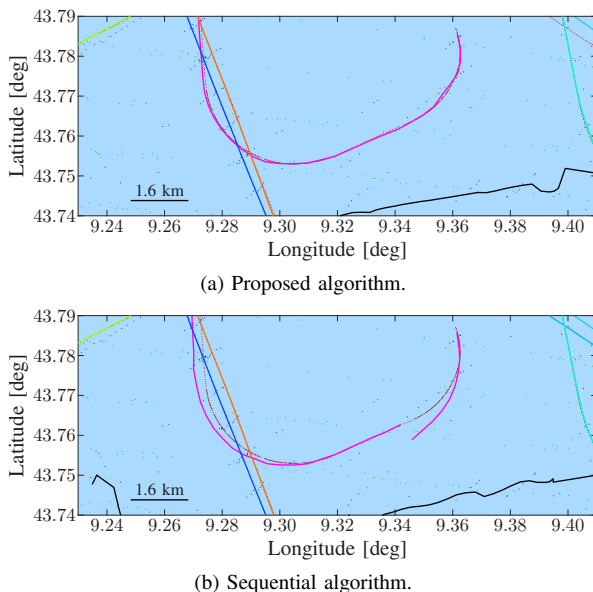 43.79
43.78
43.77
43.76
43.75
43.74
Latitude [deg]
1.6 km
9.24 9.26 9.28 9.30 9.32 9.34 9.36 9.38 9.40
Longitude [deg]
(a) Proposed algorithm.
43.79
43.78
43.77
43.76
43.75
43.74
Latitude [deg]
1.6 km
9.24 9.26 9.28 9.30 9.32 9.34 9.36 9.38 9.40
Longitude [deg]
(b) Sequential algorithm.